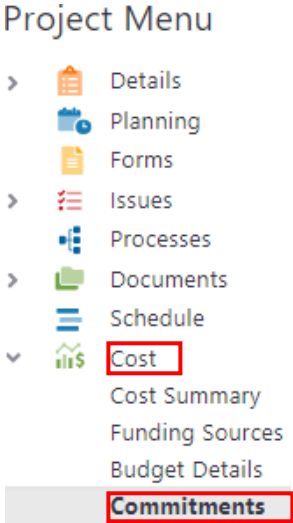 Project Menu
Details
Planning
Forms
Issues
Processes
Documents
Schedule
Cost
Cost Summary
Funding Sources
Budget Details
Commitments